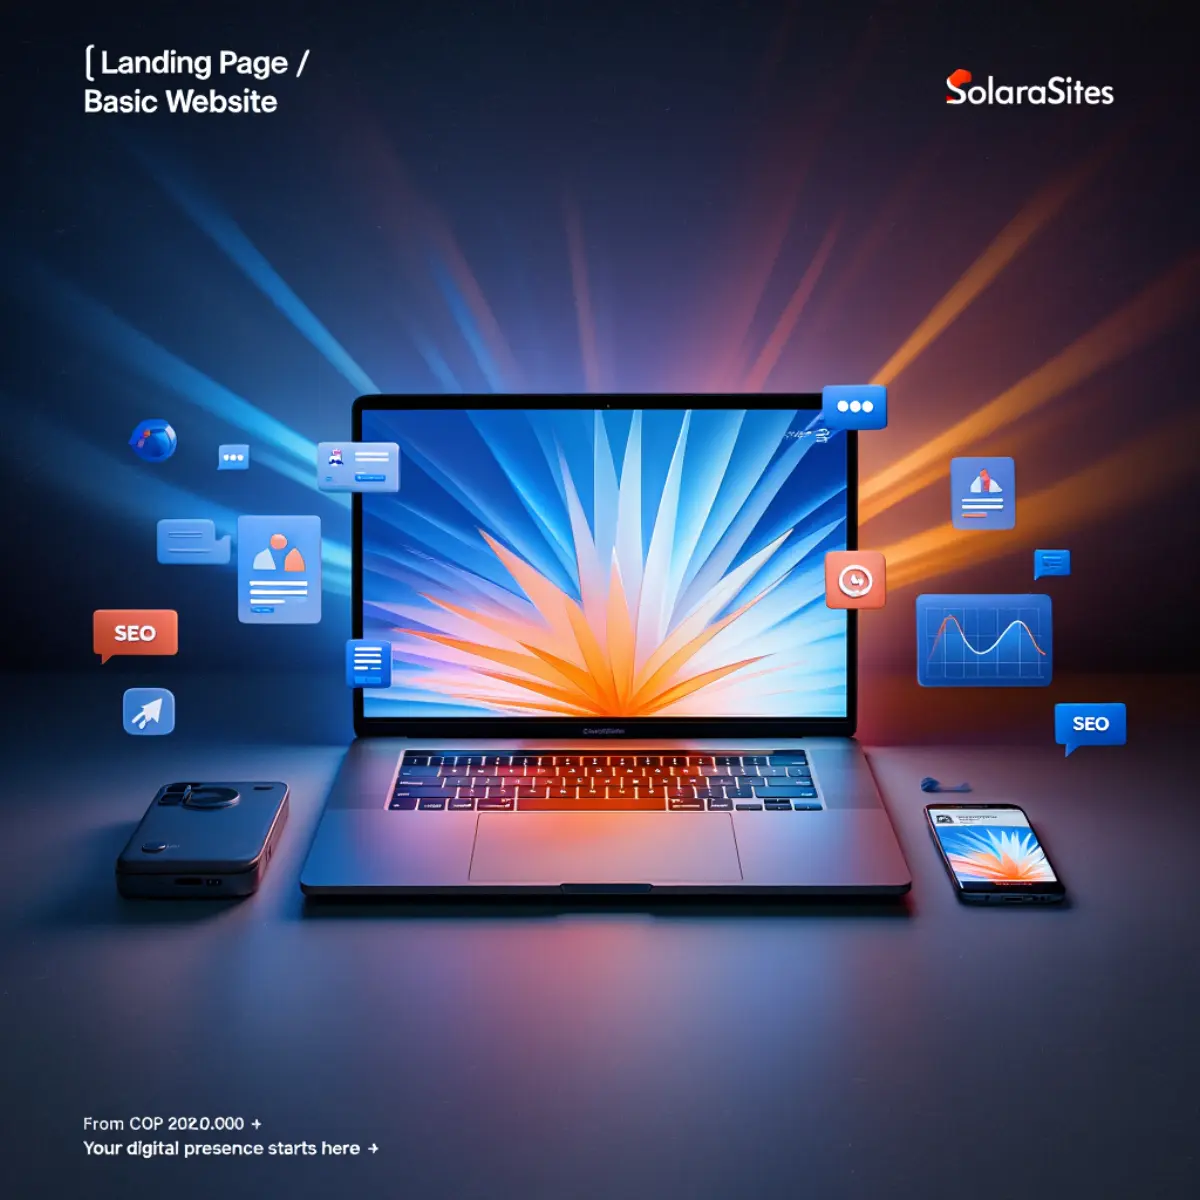 [ Landing Page /
Basic Website
SolaraSites
SEO
SEO
From COP 2020.000 +
Your digital presence starts here →